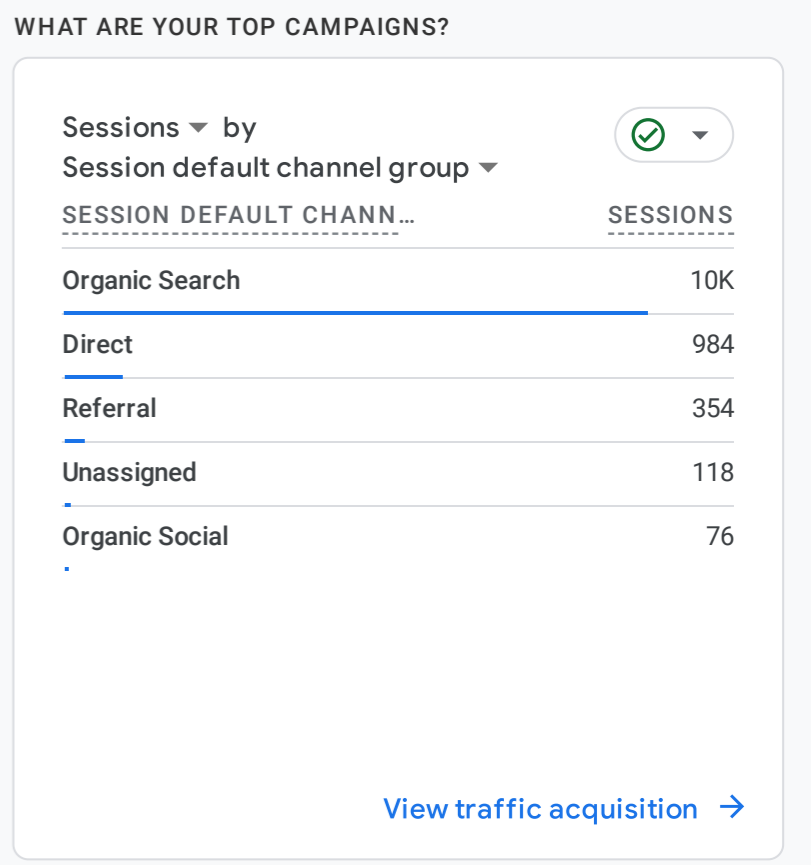 WHAT ARE YOUR TOP CAMPAIGNS?
Sessions by
Session default channel group
SESSION DEFAULT CHANN… SESSIONS
Organic Search 10K
Direct 984
Referral 354
Unassigned 118
Organic Social 76
View traffic acquisition